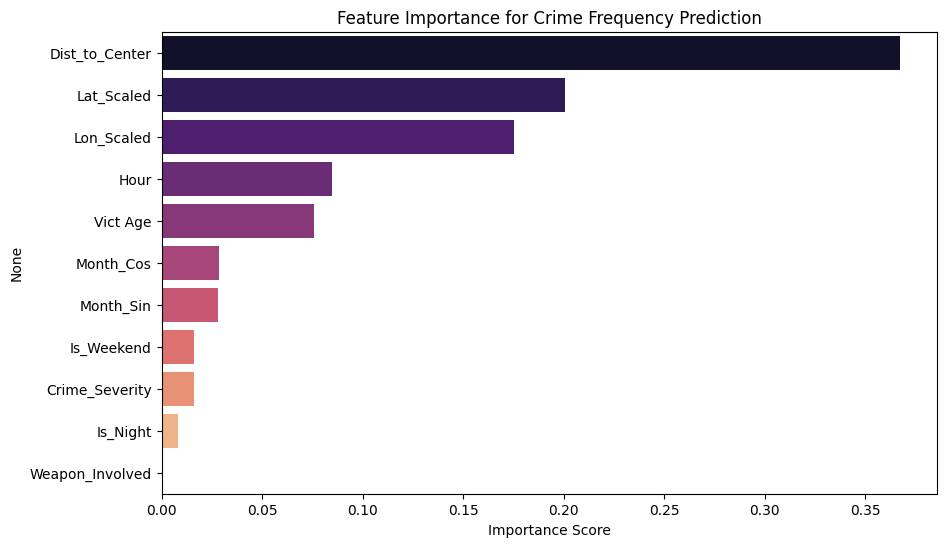 Feature Importance for Crime Frequency Prediction
Dist_to_Center
Lat_Scaled
Lon_Scaled
Hour
Vict Age
Month_Cos
Month_Sin
Is_Weekend
Crime_Severity
Is_Night
Weapon_Involved
None
0.00 0.05 0.10 0.15 0.20 0.25 0.30 0.35
Importance Score